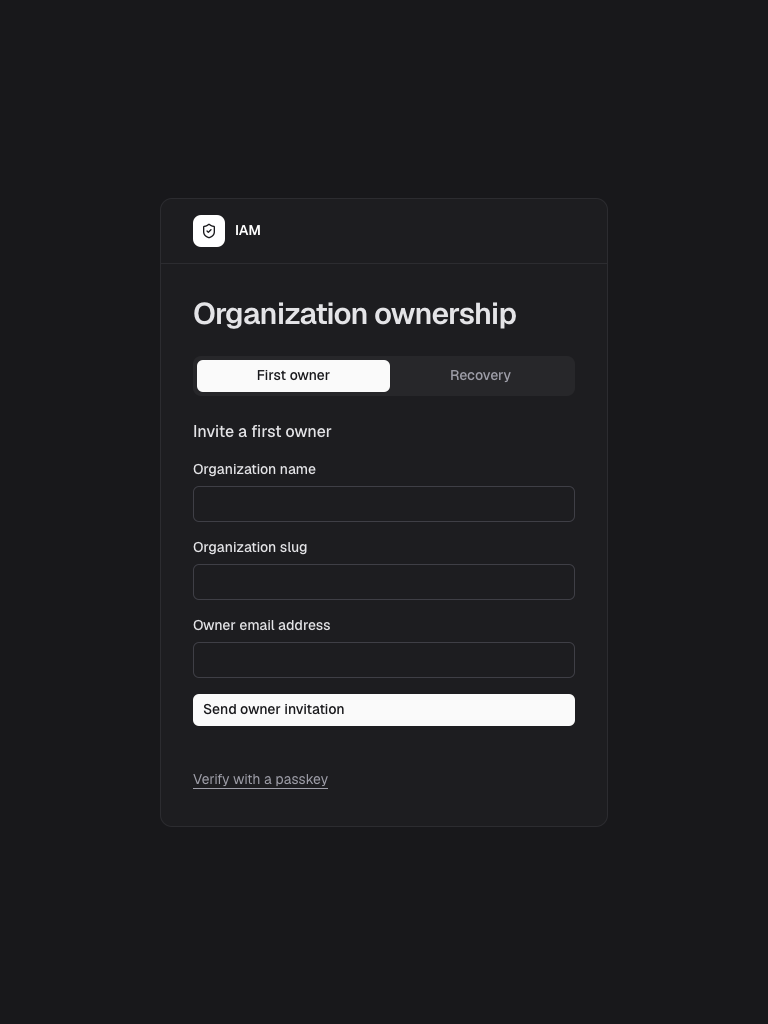 IAM
Organization ownership
First owner
Recovery
Invite a first owner
Organization name
Organization slug
Owner email address
Send owner invitation
Verify with a passkey